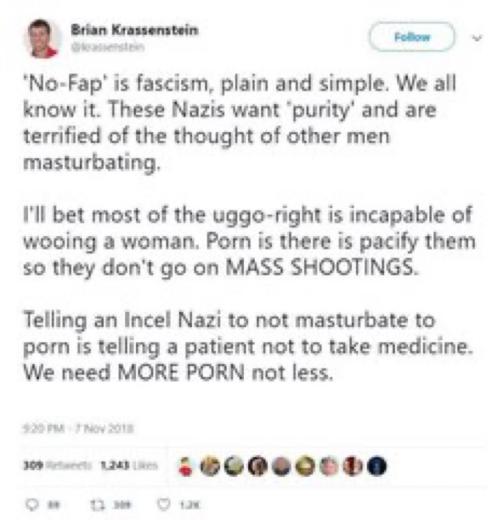 Brian Krassenstein
@krassenstein
Follow
'No-Fap' is fascism, plain and simple. We all
know it. These Nazis want 'purity' and are
terrified of the thought of other men
masturbating.
I'll bet most of the uggo-right is incapable of
wooing a woman. Porn is there is pacify them
so they don't go on MASS SHOOTINGS.
Telling an Incel Nazi to not masturbate to
porn is telling a patient not to take medicine.
We need MORE PORN not less.
9:20 PM - 7 Nov 2018
309 Retweets 1,243 Likes
309 1.2K